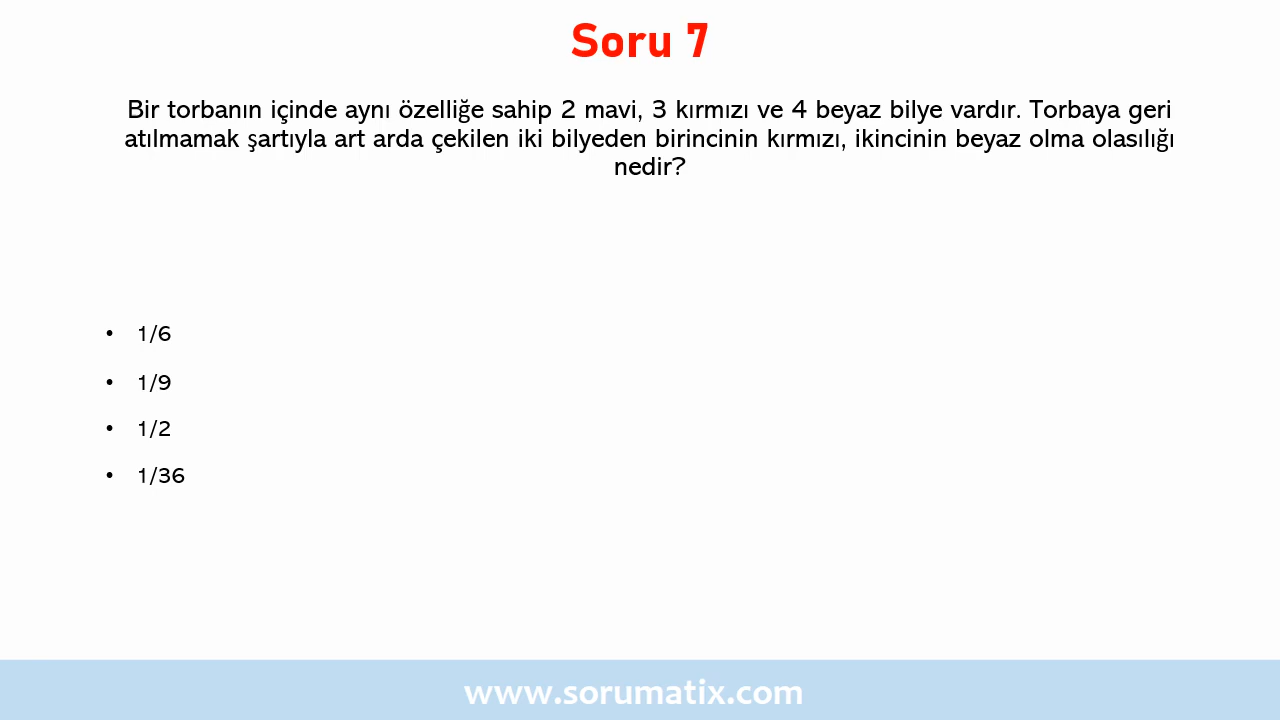 Soru 7
Bir torbanın içinde aynı özelliğe sahip 2 mavi, 3 kırmızı ve 4 beyaz bilye vardır. Torbaya geri
atılmamak şartıyla art arda çekilen iki bilyeden birincinin kırmızı, ikincinin beyaz olma olasılığı
nedir?
• 1/6
• 1/9
• 1/2
• 1/36
www.sorumatix.com